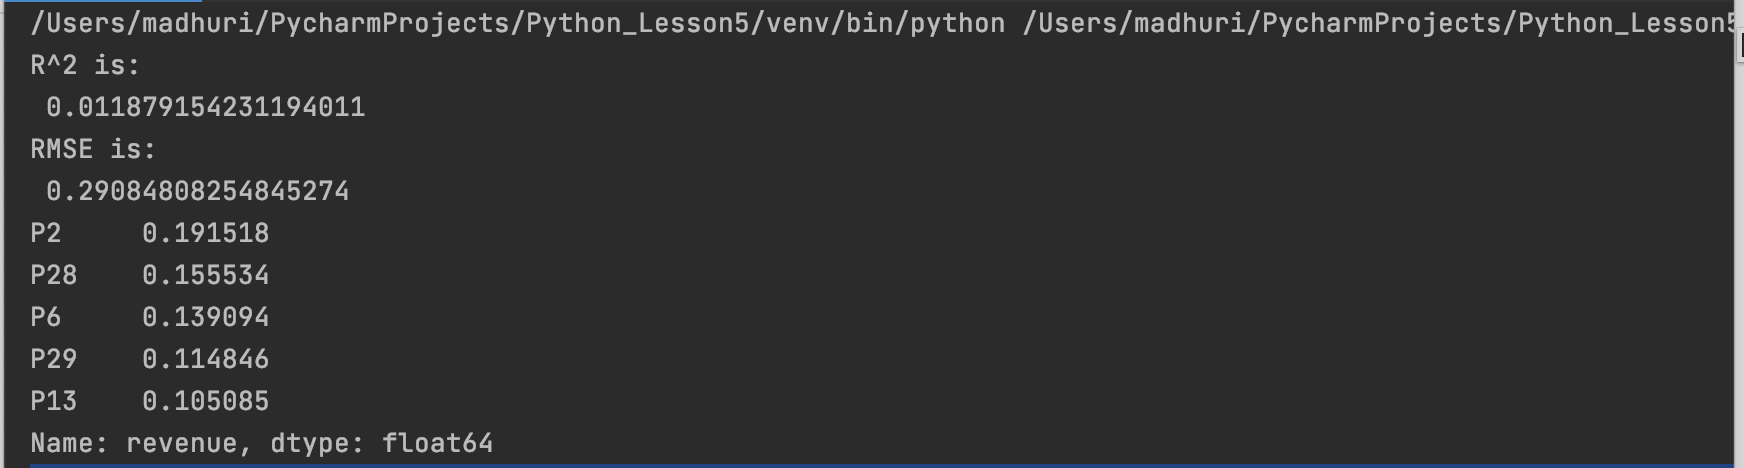 /Users/madhuri/PycharmProjects/Python_Lesson5/venv/bin/python /Users/madhuri/PycharmProjects/Python_Lesson5
R^2 is:
 0.011879154231194011
RMSE is:
 0.29084808254845274
P2     0.191518
P28    0.155534
P6     0.139094
P29    0.114846
P13    0.105085
Name: revenue, dtype: float64